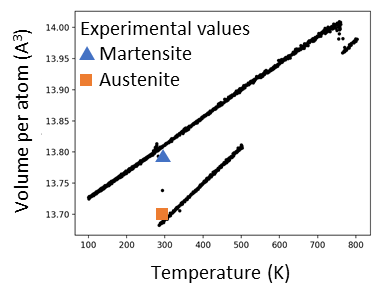 14.00
13.95
13.90
13.85
13.80
13.75
13.70
Volume per atom (A³)
Experimental values
Martensite
Austenite
100 200 300 400 500 600 700 800
Temperature (K)